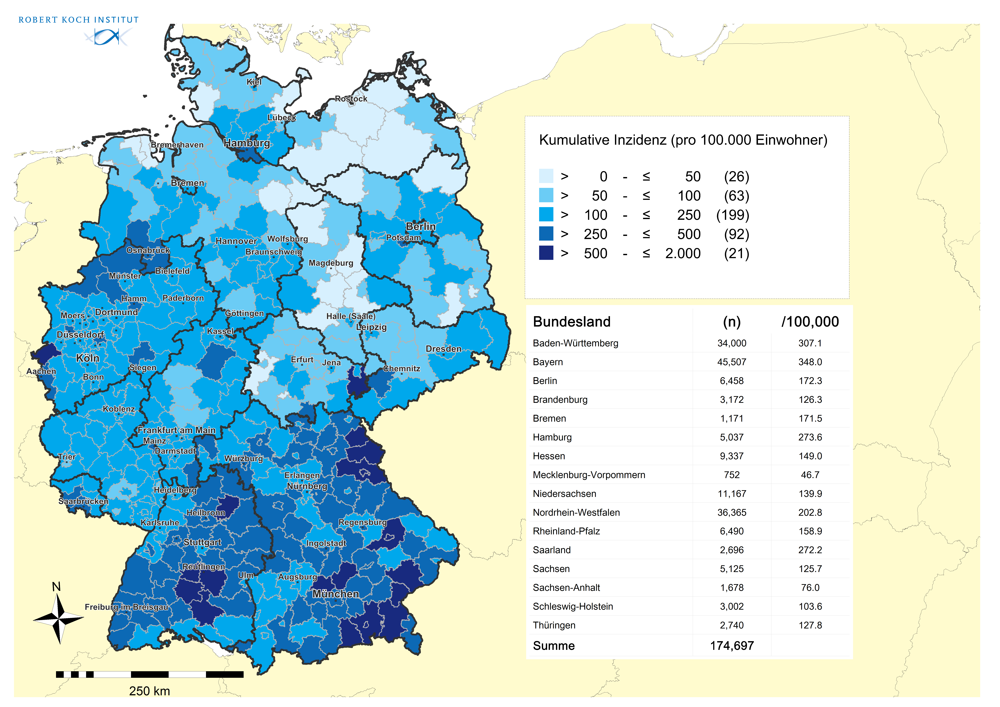 ROBERT KOCH INSTITUT
Kiel
Rostock
Lübeck
Bremerhaven
Hamburg
Bremen
Berlin
Potsdam
Hannover
Wolfsburg
Osnabrück
Braunschweig
Magdeburg
Münster
Bielefeld
Hamm
Paderborn
Moers
Dortmund
Göttingen
Halle (Saale)
Leipzig
Düsseldorf
Kassel
Dresden
Köln
Erfurt
Jena
Siegen
Chemnitz
Aachen
Bonn
Koblenz
Frankfurt am Main
Mainz
Darmstadt
Trier
Würzburg
Erlangen
Nürnberg
Heidelberg
Saarbrücken
Heilbronn
Karlsruhe
Regensburg
Stuttgart
Ingolstadt
Reutlingen
Ulm
Augsburg
München
Freiburg im Breisgau
N
250 km
Kumulative Inzidenz (pro 100.000 Einwohner)
> 0 - ≤ 50 (26)
> 50 - ≤ 100 (63)
> 100 - ≤ 250 (199)
> 250 - ≤ 500 (92)
> 500 - ≤ 2.000 (21)
Bundesland (n) /100,000
Baden-Württemberg 34,000 307.1
Bayern 45,507 348.0
Berlin 6,458 172.3
Brandenburg 3,172 126.3
Bremen 1,171 171.5
Hamburg 5,037 273.6
Hessen 9,337 149.0
Mecklenburg-Vorpommern 752 46.7
Niedersachsen 11,167 139.9
Nordrhein-Westfalen 36,365 202.8
Rheinland-Pfalz 6,490 158.9
Saarland 2,696 272.2
Sachsen 5,125 125.7
Sachsen-Anhalt 1,678 76.0
Schleswig-Holstein 3,002 103.6
Thüringen 2,740 127.8
Summe 174,697